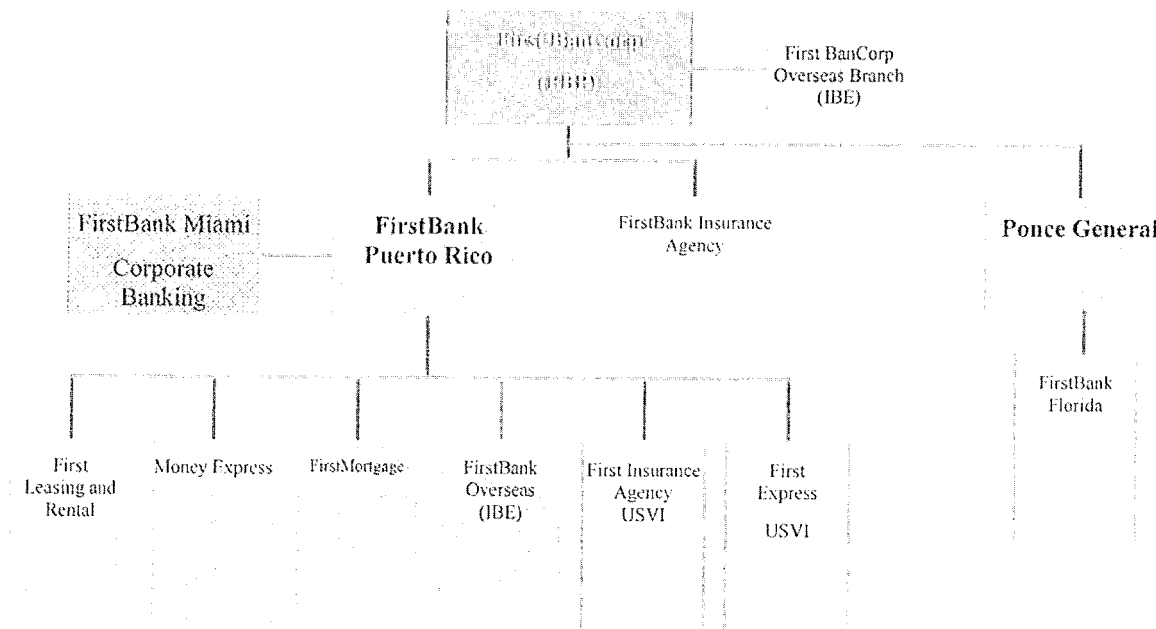 First BanCorp
First BanCorp
Overseas Branch
(IBE)
FirstBank Miami
Corporate
Banking
FirstBank
Puerto Rico
FirstBank Insurance
Agency
Ponce General
FirstBank
Florida
First
Leasing and
Rental
Money Express
FirstMortgage
FirstBank
Overseas
(IBE)
First Insurance
Agency
USVI
First
Express
USVI